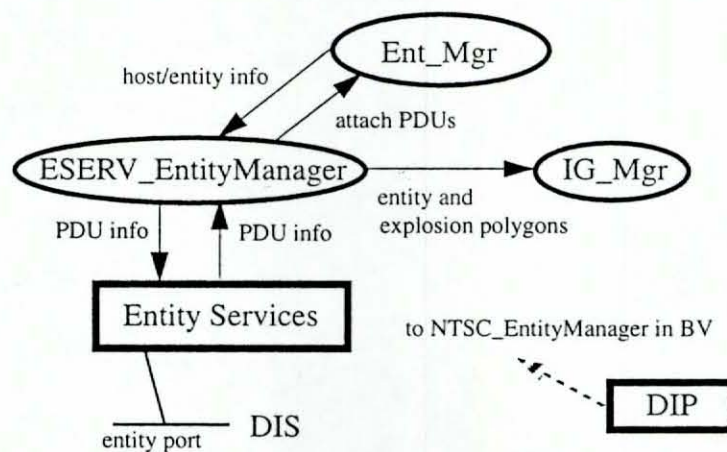 Ent_Mgr
host/entity info
attach PDUs
ESERV_EntityManager
IG_Mgr
entity and
explosion polygons
PDU info
PDU info
Entity Services
to NTSC_EntityManager in BV
DIP
entity port
DIS